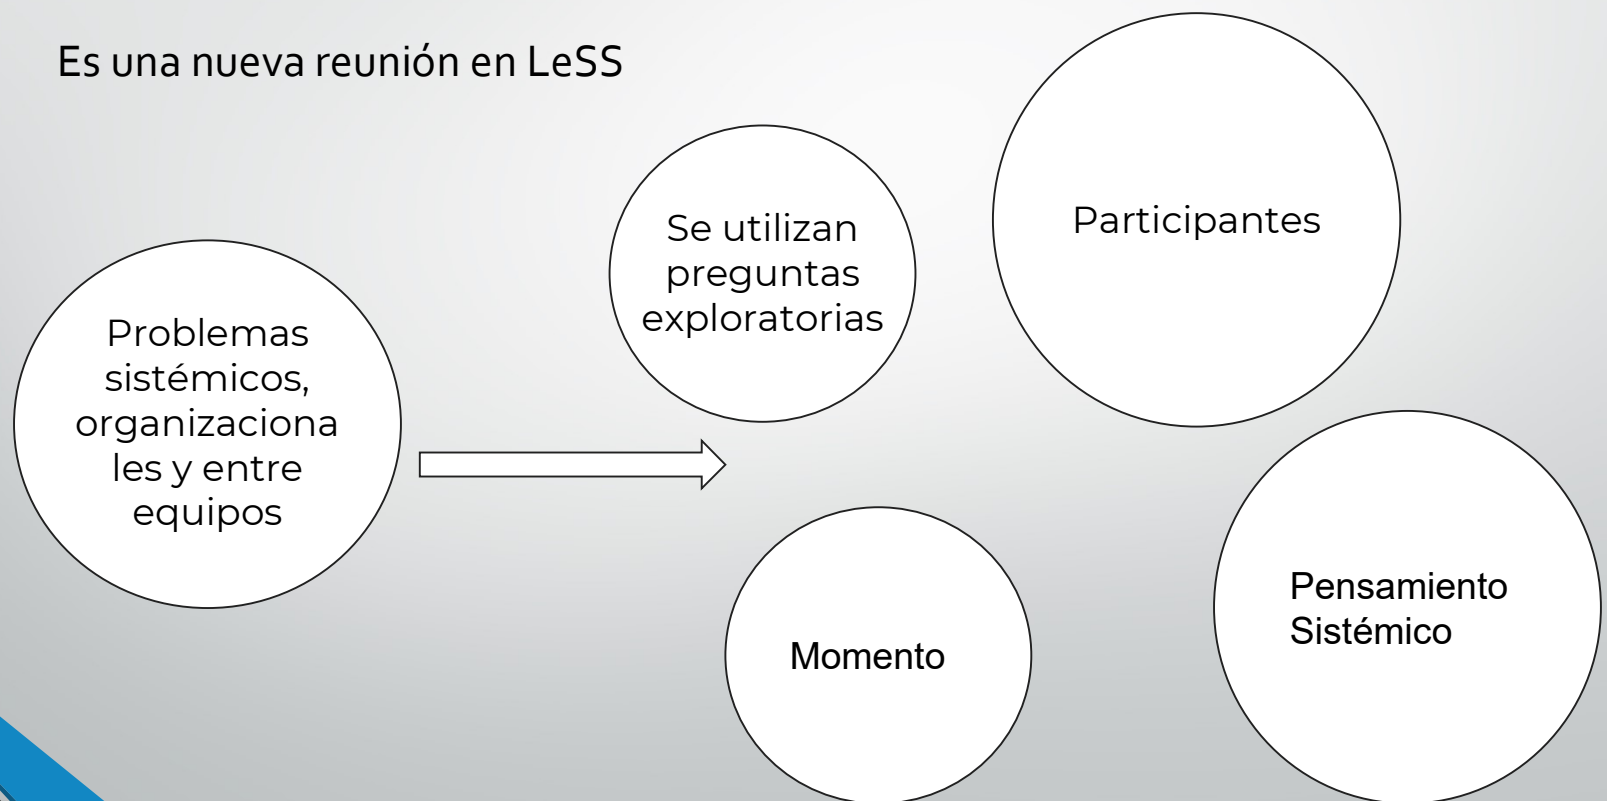 Es una nueva reunión en LeSS
Problemas
sistémicos,
organizaciona
les y entre
equipos
Se utilizan
preguntas
exploratorias
Participantes
Momento
Pensamiento
Sistémico